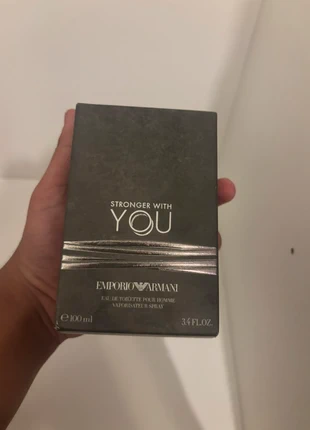 STRONGER WITH
YOU
EMPORIO ARMANI
EAU DE TOILETTE POUR HOMME
VAPORISATEUR SPRAY
e 100 ml 3.4 FL.OZ.